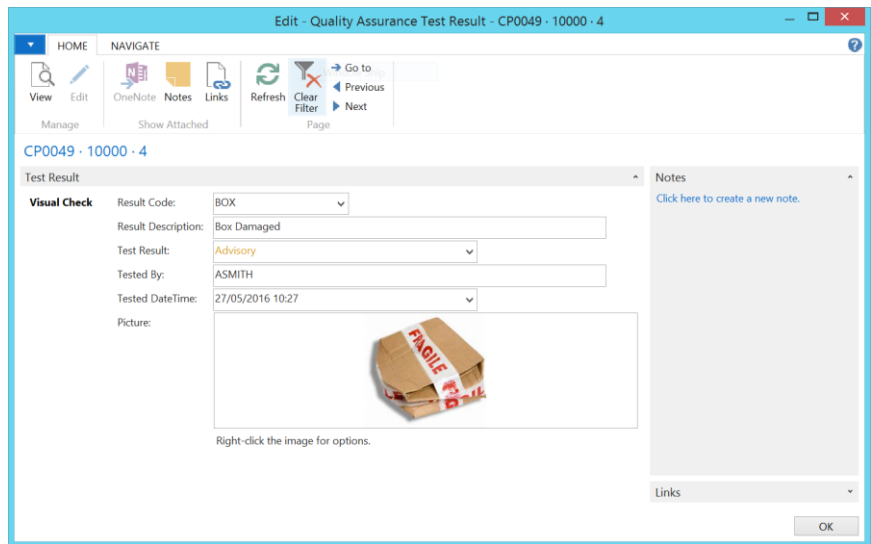 Edit - Quality Assurance Test Result - CP0049 · 10000 · 4
HOME NAVIGATE
View Edit OneNote Notes Links Refresh Clear Filter
Go to
Previous
Next
Manage Show Attached Page
CP0049 · 10000 · 4
Test Result
Visual Check
Result Code: BOX
Result Description: Box Damaged
Test Result: Advisory
Tested By: ASMITH
Tested DateTime: 27/05/2016 10:27
Picture:
FRAGILE
Right-click the image for options.
Notes
Click here to create a new note.
Links
OK